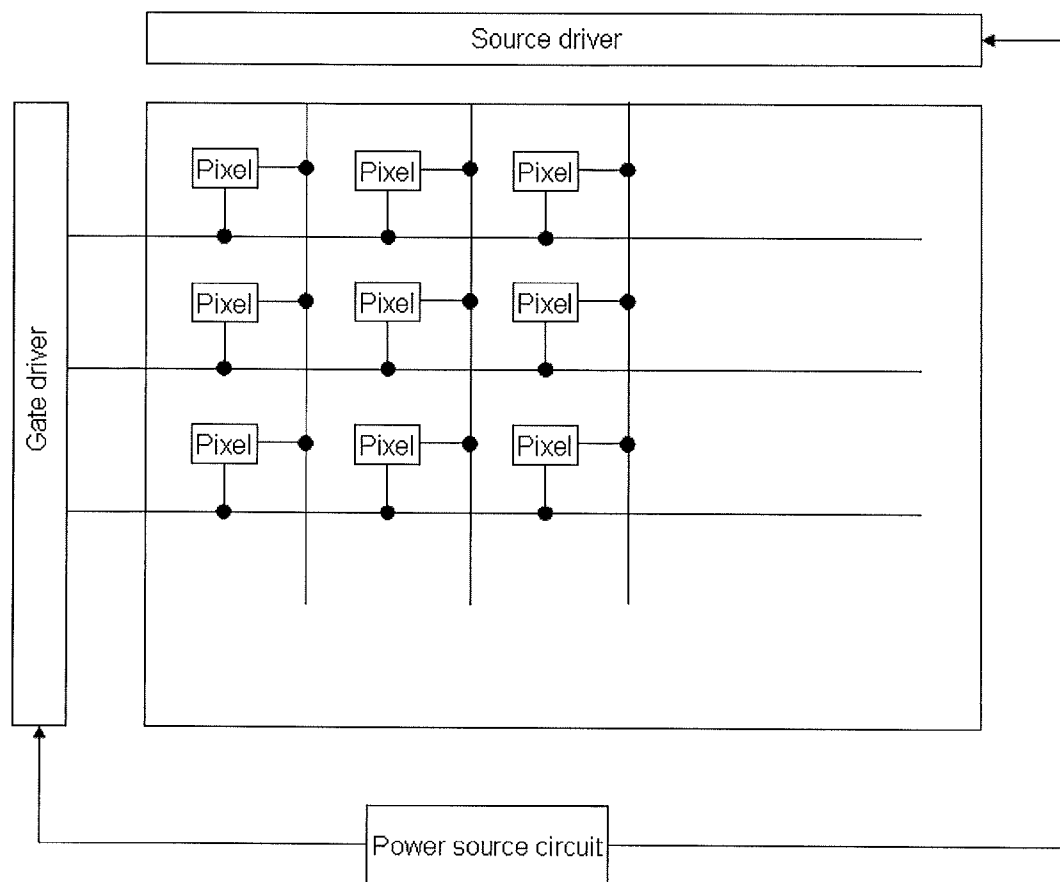 Source driver
Gate driver
Pixel
Pixel
Pixel
Pixel
Pixel
Pixel
Pixel
Pixel
Pixel
Power source circuit